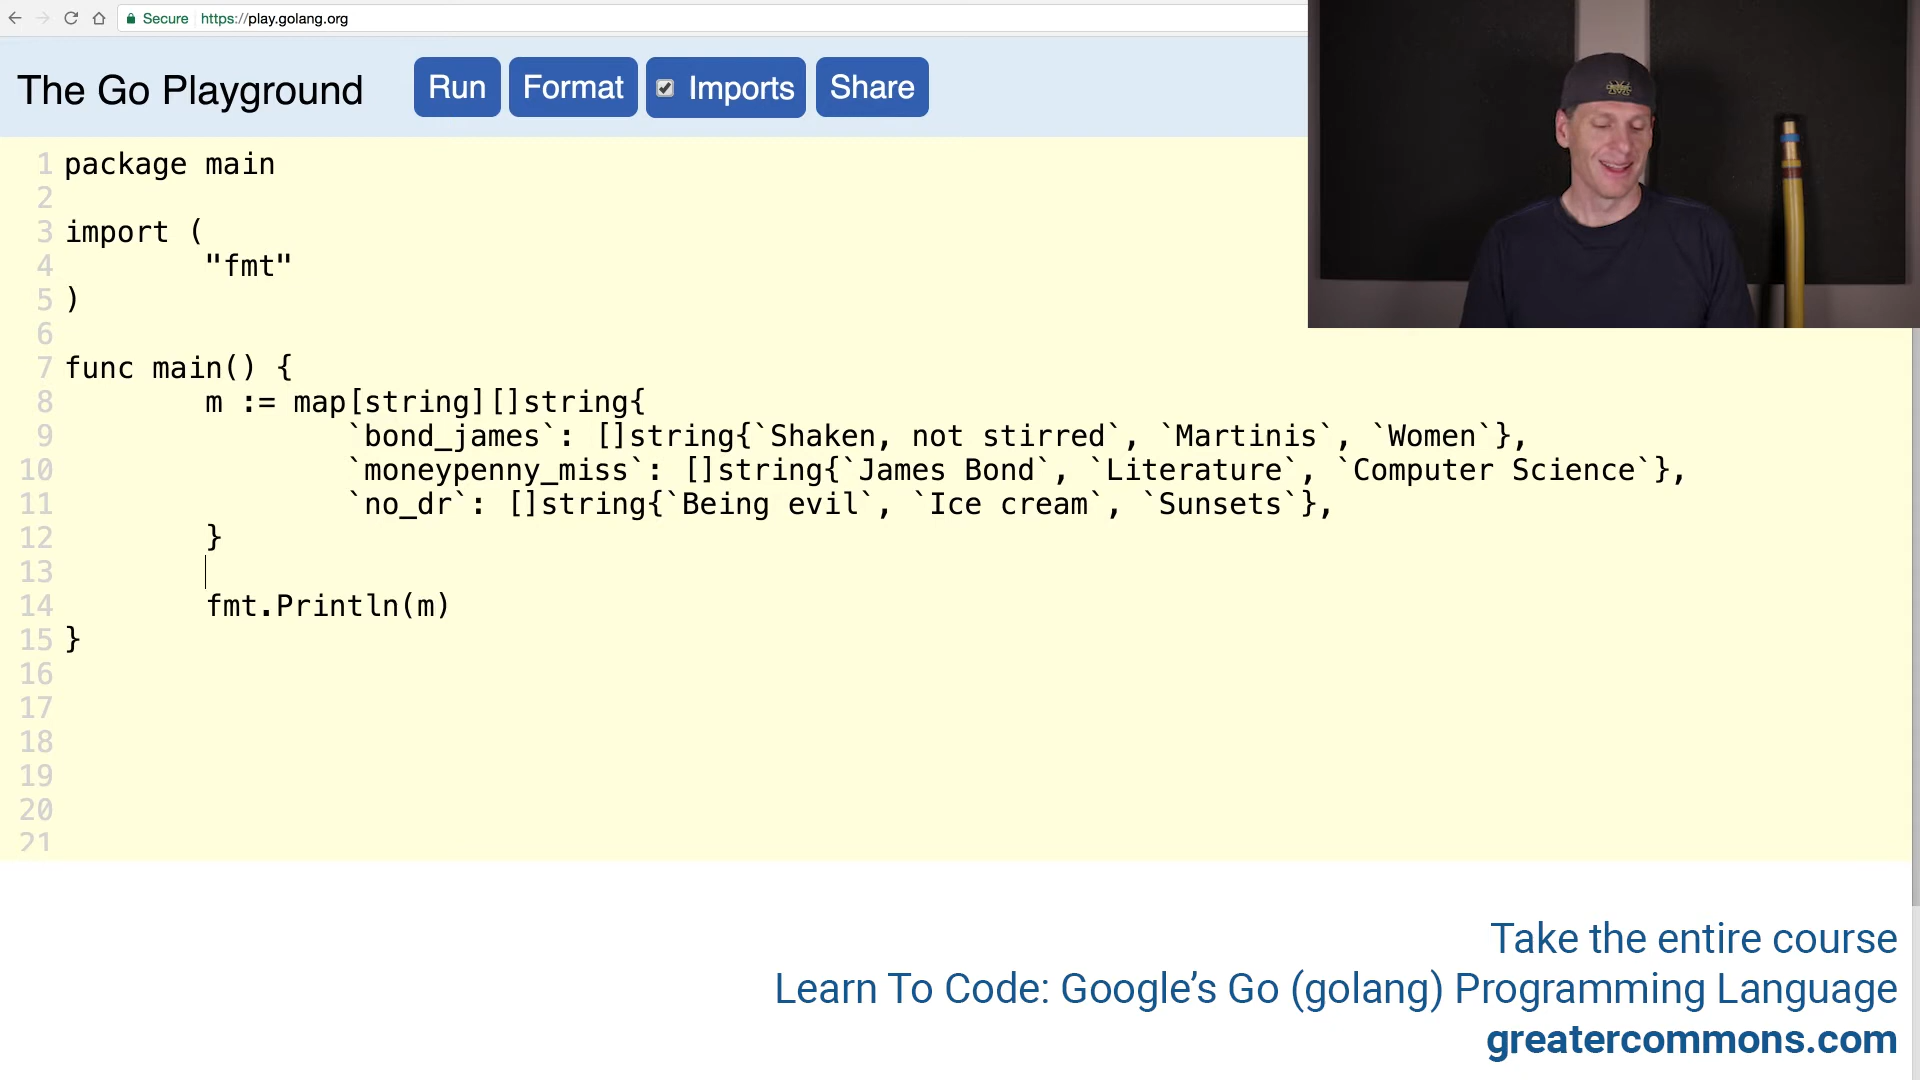 Secure https://play.golang.org
The Go Playground Run Format Imports Share
1 package main
2
3 import (
4 "fmt"
5 )
6
7 func main() {
8 m := map[string][]string{
9 `bond_james`: []string{`Shaken, not stirred`, `Martinis`, `Women`},
10 `moneypenny_miss`: []string{`James Bond`, `Literature`, `Computer Science`},
11 `no_dr`: []string{`Being evil`, `Ice cream`, `Sunsets`},
12 }
13
14 fmt.Println(m)
15 }
16
17
18
19
20
21
Take the entire course
Learn To Code: Google’s Go (golang) Programming Language
greatercommons.com